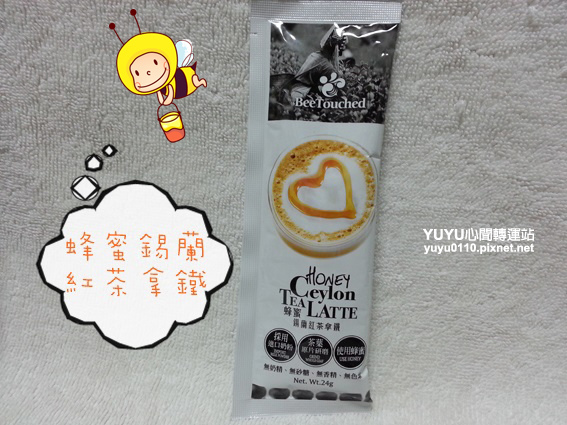 BeeTouched
蜂蜜錫蘭
紅茶拿鐵
YUYU心聞轉運站
yuyu0110.pixnet.net
HONEY
Ceylon
TEA LATTE
蜂蜜
錫蘭紅茶拿鐵
採用
進口奶粉
茶葉
原片研磨
使用蜂蜜
USE HONEY
無奶精、無砂糖、無香精、無色素
Net. Wt.24g